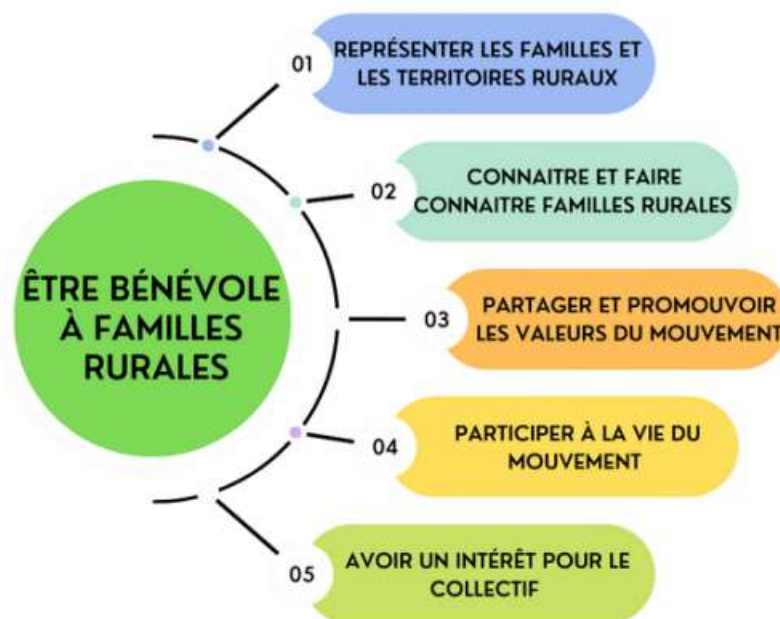 ÊTRE BÉNÉVOLE
À FAMILLES
RURALES
01
REPRÉSENTER LES FAMILLES ET
LES TERRITOIRES RURAUX
02
CONNAITRE ET FAIRE
CONNAITRE FAMILLES RURALES
03
PARTAGER ET PROMOUVOIR
LES VALEURS DU MOUVEMENT
04
PARTICIPER À LA VIE DU
MOUVEMENT
05
AVOIR UN INTÉRÊT POUR LE
COLLECTIF